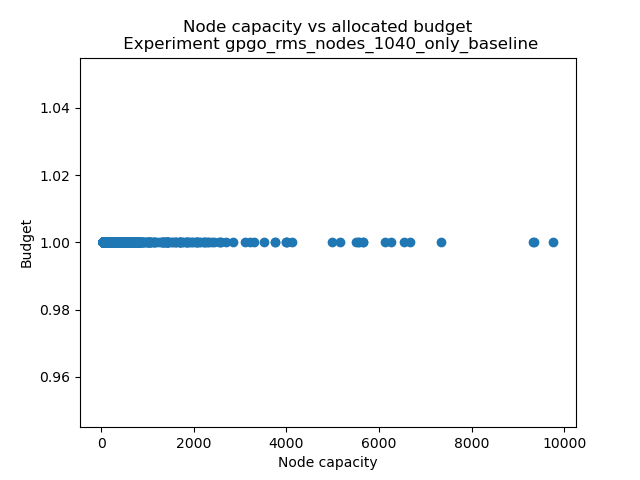 Node capacity vs allocated budget
Experiment gpgo_rms_nodes_1040_only_baseline
1.04
1.02
1.00
0.98
0.96
Budget
0
2000
4000
6000
8000
10000
Node capacity